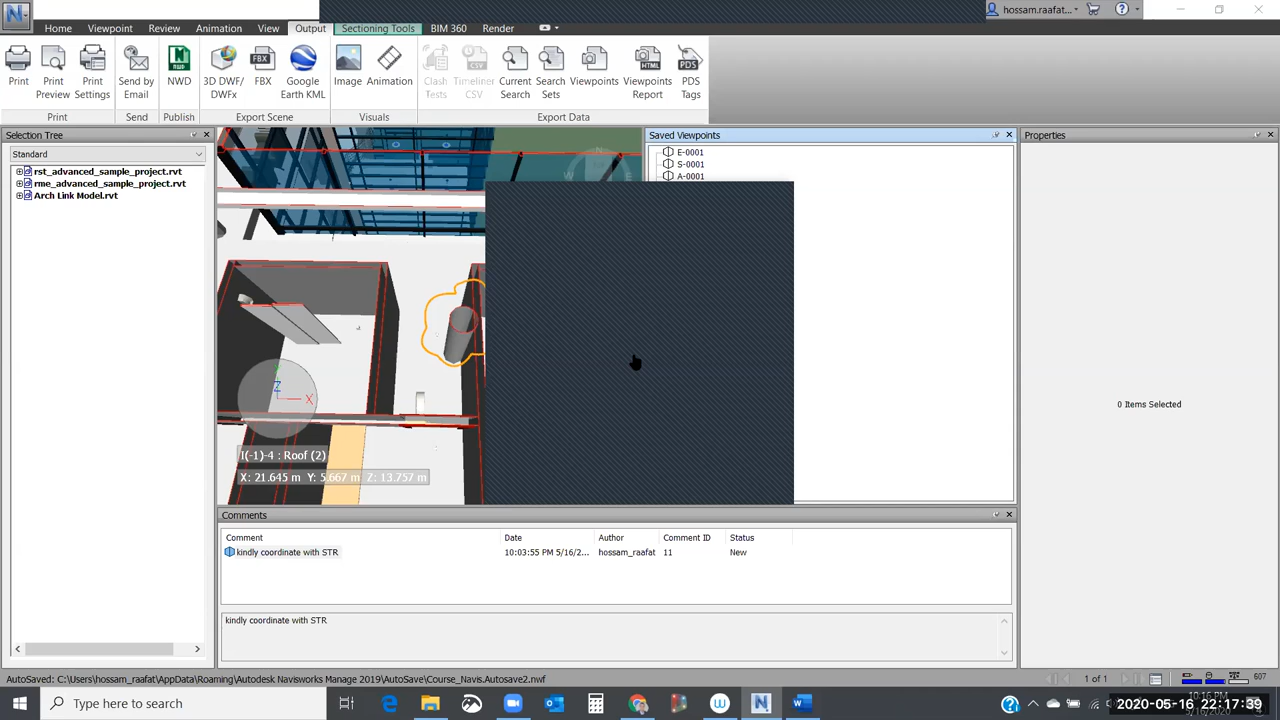 hossam.raafat...
Home Viewpoint Review Animation View Output Sectioning Tools BIM 360 Render
Print Print Preview Print Settings Send by Email NWD 3D DWF/ DWFx FBX Google Earth KML Image Animation Clash Tests Timeliner CSV Current Search Search Sets Viewpoints Viewpoints Report PDS Tags
Print Send Publish Export Scene Visuals Export Data
Selection Tree
Standard
rst_advanced_sample_project.rvt
rme_advanced_sample_project.rvt
Arch Link Model.rvt
Saved Viewpoints
E-0001
S-0001
A-0001
Properties
0 Items Selected
Z
X
I(-1)-4 : Roof (2)
X: 21.645 m Y: 5.667 m Z: 13.757 m
Comments
Comment Date Author Comment ID Status
kindly coordinate with STR 10:03:55 PM 5/16/2... hossam_raafat 11 New
kindly coordinate with STR
AutoSaved: C:\Users\hossam_raafat\AppData\Roaming\Autodesk Navisworks Manage 2019\AutoSave\Course_Navis.Autosave2.nwf
1 of 1
607
Type here to search
10:16 PM
2020-05-16 22:17:39